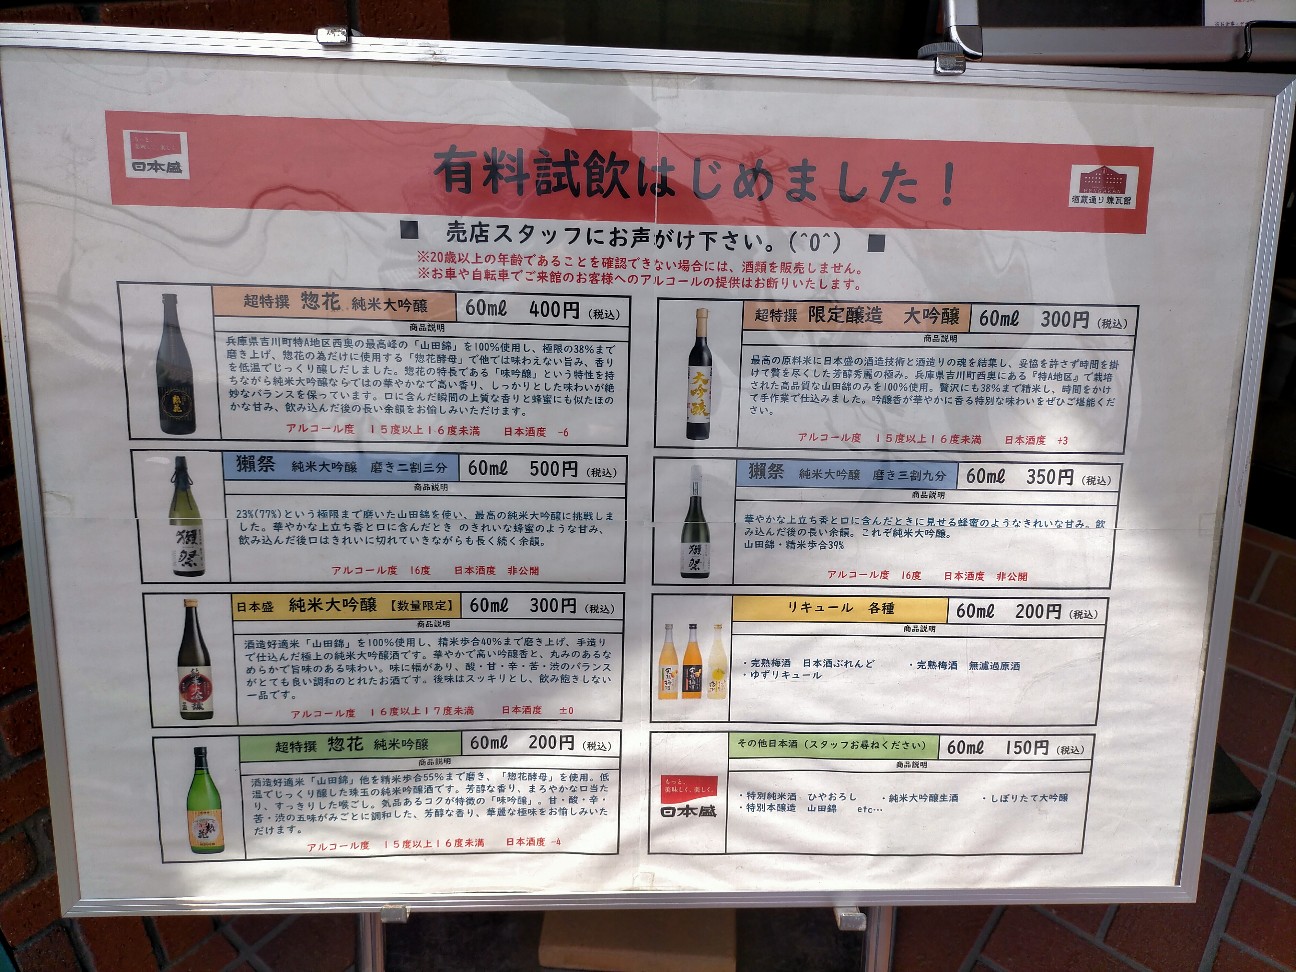 もっと、
美味しく、楽しく。
日本盛
有料試飲はじめました！
酒蔵通り煉瓦館
■ 売店スタッフにお声がけ下さい。(^0^) ■
※20歳以上の年齢であることを確認できない場合には、酒類を販売しません。
※お車や自転車でご来館のお客様へのアルコールの提供はお断りいたします。
超特撰 惣花 純米大吟醸 60mℓ 400円（税込）
商品説明
兵庫県吉川町特A地区西奥の最高峰の「山田錦」を100%使用し、極限の38%まで
磨き上げ、惣花の為だけに使用する「惣花酵母」で他では味わえない旨み、香り
を低温でじっくり醸しだしました。惣花の特長である「味吟醸」という特性を持
ちながら純米大吟醸ならではの華やかなで高い香り、しっかりとした味わいが絶
妙なバランスを保っています。口に含んだ瞬間の上質な香りと蜂蜜にも似たほの
かな甘み、飲み込んだ後の長い余韻をお愉しみいただけます。
アルコール度 １５度以上１６度未満 日本酒度 -6
超特撰 限定醸造 大吟醸 60mℓ 300円（税込）
商品説明
最高の原料米に日本盛の酒造技術と酒造りの魂を結集し、妥協を許さず時間を掛
けて贅を尽くした芳醇秀麗の極み。兵庫県吉川町西奥にある『特A地区』で栽培
された高品質な山田錦のみを100%使用。贅沢にも38%まで精米し、時間をかけ
て手作業で仕込みました。吟醸香が華やかに香る特別な味わいをぜひご堪能くだ
さい。
アルコール度 １５度以上１６度未満 日本酒度 +3
大吟醸
獺祭 純米大吟醸 磨き二割三分 60mℓ 500円（税込）
商品説明
23%(77%)という極限まで磨いた山田錦を使い、最高の純米大吟醸に挑戦しま
した。華やかな上立ち香と口に含んだとき のきれいな蜂蜜のような甘み、
飲み込んだ後口はきれいに切れていきながらも長く続く余韻。
アルコール度 16度 日本酒度 非公開
獺祭
獺祭 純米大吟醸 磨き三割九分 60mℓ 350円（税込）
商品説明
華やかな上立ち香と口に含んだときに見せる蜂蜜のようなきれいな甘み。飲
み込んだ後の長い余韻。これぞ純米大吟醸。
山田錦・精米歩合39%
アルコール度 16度 日本酒度 非公開
獺祭
日本盛 純米大吟醸 【数量限定】 60mℓ 300円（税込）
商品説明
酒造好適米「山田錦」を100%使用し、精米歩合40%まで磨き上げ、手造り
で仕込んだ極上の純米大吟醸酒です。華やかで高い吟醸香と、丸みのあるな
めらかで旨味のある味わい。味に幅があり、酸・甘・辛・苦・渋のバランス
がとても良い調和のとれたお酒です。後味はスッキリとし、飲み飽きしない
一品です。
アルコール度 １６度以上１７度未満 日本酒度 ±0
リキュール 各種 60mℓ 200円（税込）
商品説明
・完熟梅酒 日本酒ぶれんど ・完熟梅酒 無濾過原酒
・ゆずリキュール
超特撰 惣花 純米吟醸 60mℓ 200円（税込）
商品説明
酒造好適米「山田錦」他を精米歩合55%まで磨き、「惣花酵母」を使用。低
温でじっくり醸した珠玉の純米吟醸酒です。芳醇な香り、まろやかな口当た
り、すっきりした喉ごし。気品あるコクが特徴の「味吟醸」。甘・酸・辛・
苦・渋の五味がみごとに調和した、芳醇な香り、華麗な極味をお愉しみいた
だけます。
アルコール度 １５度以上１６度未満 日本酒度 -4
その他日本酒（スタッフお尋ねください） 60mℓ 150円（税込）
商品説明
・特別純米酒 ひやおろし ・純米大吟醸生酒 ・しぼりたて大吟醸
・特別本醸造 山田錦 etc…
もっと、
美味しく、楽しく。
日本盛